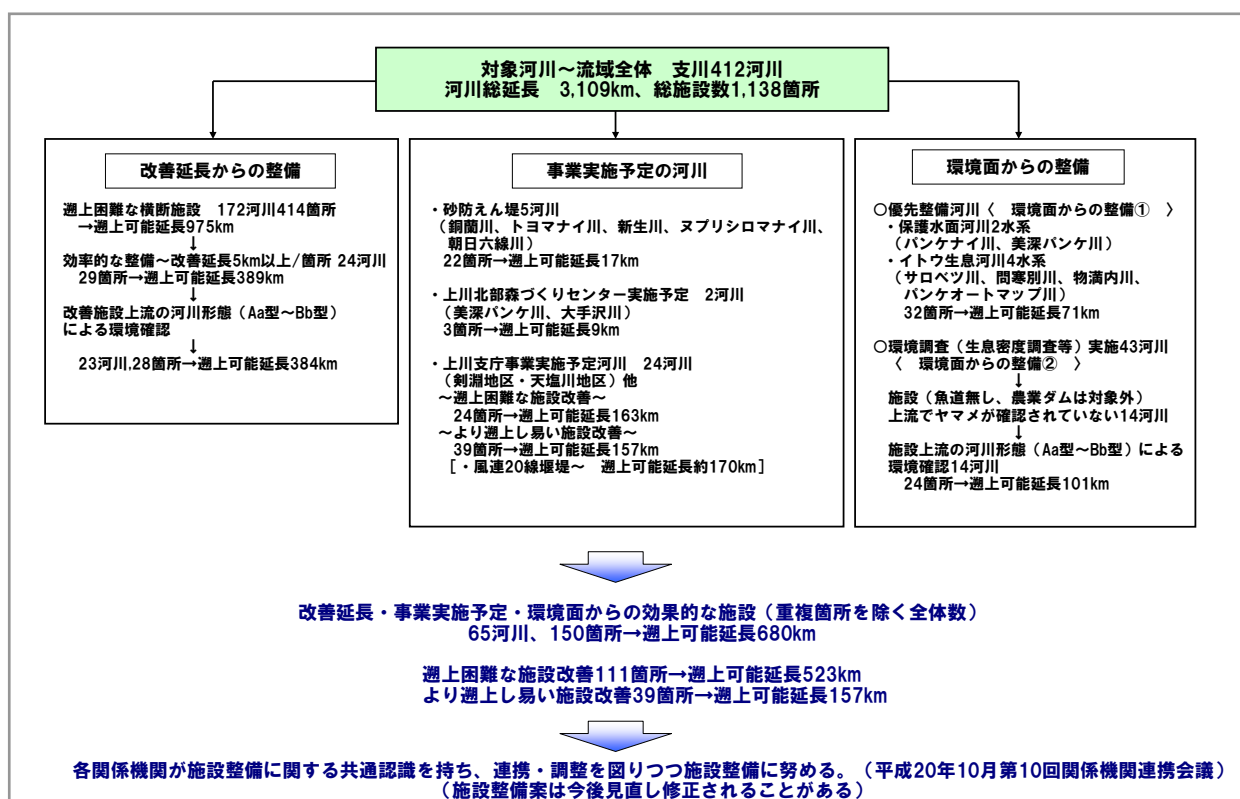 対象河川～流域全体　支川412河川
河川総延長　3,109km、総施設数1,138箇所
改善延長からの整備
遡上困難な横断施設　172河川414箇所
→遡上可能延長975km
↓
効率的な整備～改善延長5km以上/箇所 24河川
29箇所→遡上可能延長389km
↓
改善施設上流の河川形態（Aa型～Bb型）
による環境確認
↓
23河川,28箇所→遡上可能延長384km
事業実施予定の河川
・砂防えん堤5河川
（銅蘭川、トヨマナイ川、新生川、ヌプリシロマナイ川、
朝日六線川）
22箇所→遡上可能延長17km
・上川北部森づくりセンター実施予定　2河川
（美深パンケ川、大手沢川）
3箇所→遡上可能延長9km
・上川支庁事業実施予定河川　24河川
（剣淵地区・天塩川地区）他
～遡上困難な施設改善～
24箇所→遡上可能延長163km
～より遡上し易い施設改善～
39箇所→遡上可能延長157km
［・風連20線堰堤～　遡上可能延長約170km］
環境面からの整備
○優先整備河川〈　環境面からの整備①　〉
・保護水面河川2水系
（パンケナイ川、美深パンケ川）
・イトウ生息河川4水系
（サロベツ川、問寒別川、物満内川、
パンケオートマップ川）
32箇所→遡上可能延長71km
○環境調査（生息密度調査等）実施43河川
〈　環境面からの整備②　〉
↓
施設（魚道無し、農業ダムは対象外）
上流でヤマメが確認されていない14河川
↓
施設上流の河川形態（Aa型～Bb型）による
環境確認14河川
24箇所→遡上可能延長101km
改善延長・事業実施予定・環境面からの効果的な施設（重複箇所を除く全体数）
65河川、150箇所→遡上可能延長680km
遡上困難な施設改善111箇所→遡上可能延長523km
より遡上し易い施設改善39箇所→遡上可能延長157km
各関係機関が施設整備に関する共通認識を持ち、連携・調整を図りつつ施設整備に努める。（平成20年10月第10回関係機関連携会議）
（施設整備案は今後見直し修正されることがある）